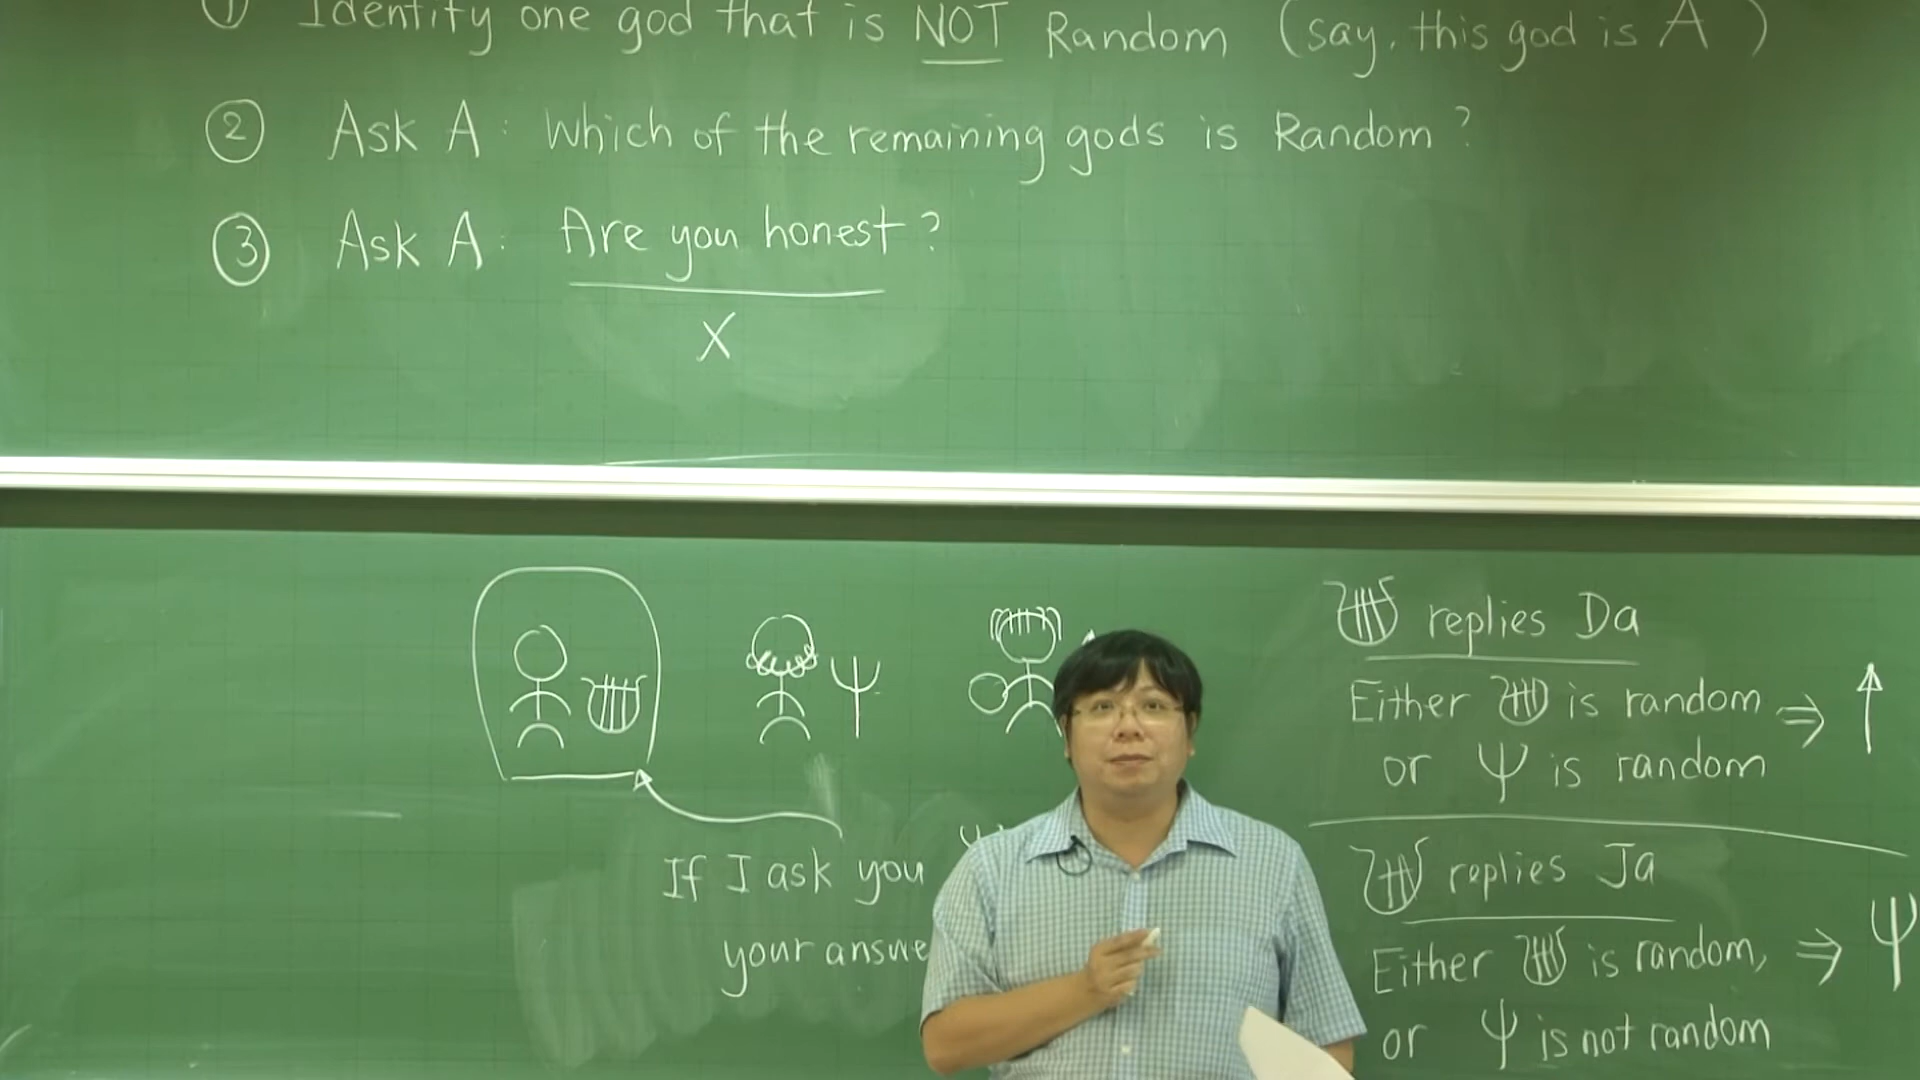 ① Identify one god that is NOT Random (say, this god is A)
② Ask A: Which of the remaining gods is Random?
③ Ask A: Are you honest?
X
If I ask you
your answe
replies Da
Either is random ⇒ ↑
or Ψ is random
replies Ja
Either is random, ⇒ Ψ
or Ψ is not random